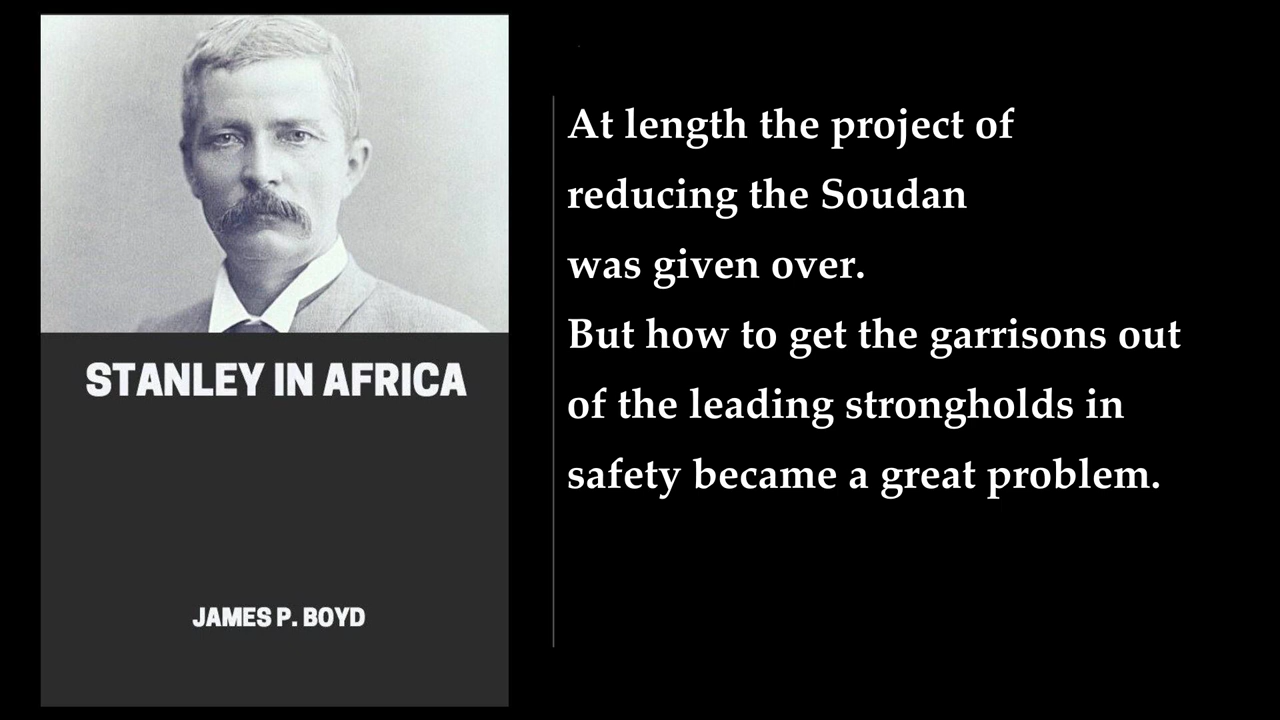 STANLEY IN AFRICA
JAMES P. BOYD
At length the project of
reducing the Soudan
was given over.
But how to get the garrisons out
of the leading strongholds in
safety became a great problem.